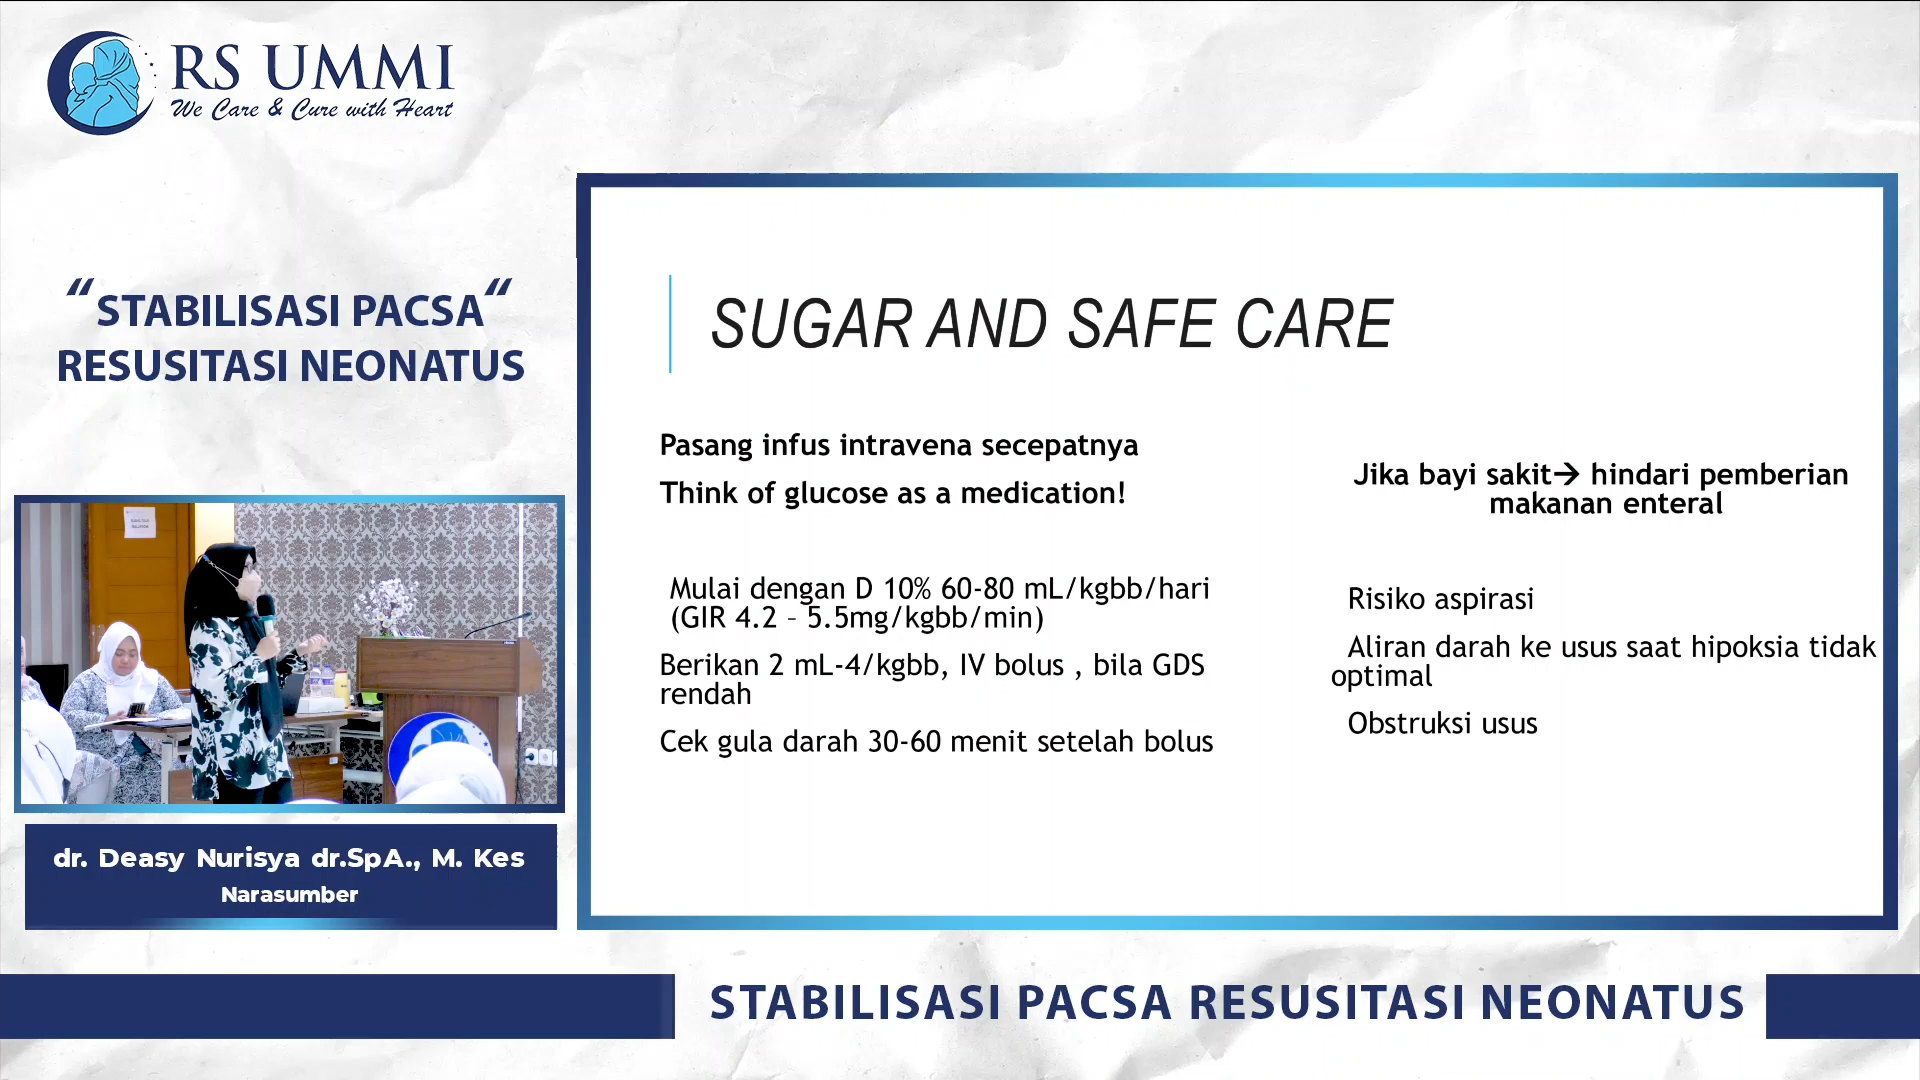 RS UMMI
We Care & Cure with Heart
“STABILISASI PACSA“
RESUSITASI NEONATUS
dr. Deasy Nurisya dr.SpA., M. Kes
Narasumber
SUGAR AND SAFE CARE
Pasang infus intravena secepatnya
Think of glucose as a medication!
Mulai dengan D 10% 60-80 mL/kgbb/hari
(GIR 4.2 – 5.5mg/kgbb/min)
Berikan 2 mL-4/kgbb, IV bolus , bila GDS
rendah
Cek gula darah 30-60 menit setelah bolus
Jika bayi sakit→ hindari pemberian
makanan enteral
Risiko aspirasi
Aliran darah ke usus saat hipoksia tidak
optimal
Obstruksi usus
STABILISASI PACSA RESUSITASI NEONATUS